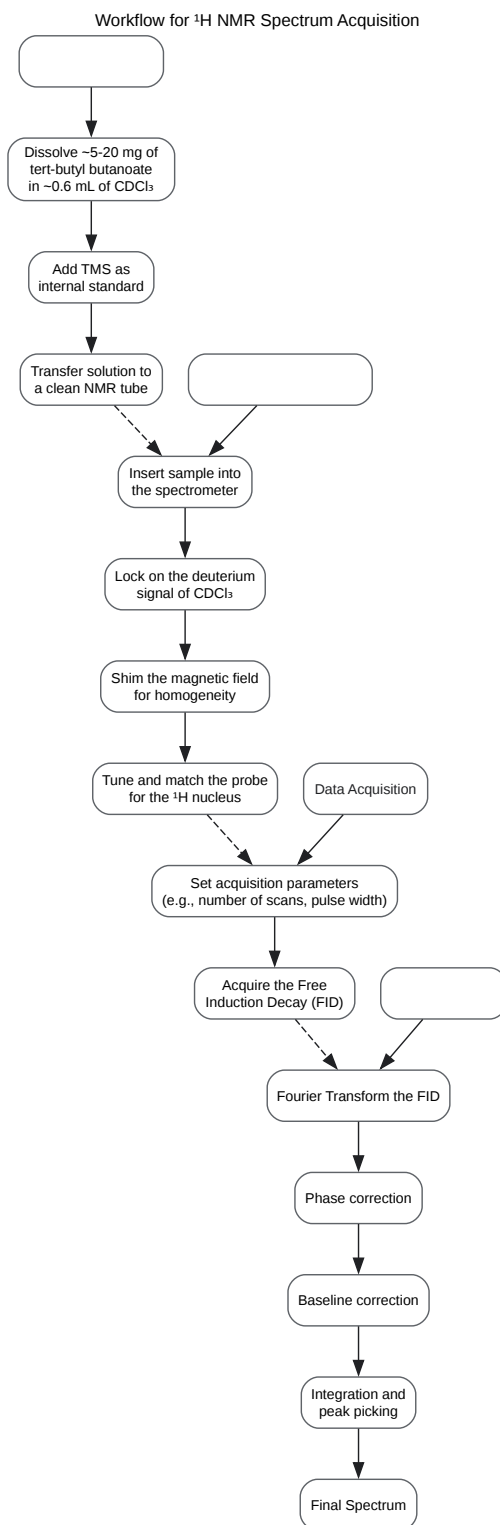 Workflow for ¹H NMR Spectrum Acquisition
Dissolve ~5-20 mg of
tert-butyl butanoate
in ~0.6 mL of CDCl₃
Add TMS as
internal standard
Transfer solution to
a clean NMR tube
Insert sample into
the spectrometer
Lock on the deuterium
signal of CDCl₃
Shim the magnetic field
for homogeneity
Tune and match the probe
for the ¹H nucleus
Data Acquisition
Set acquisition parameters
(e.g., number of scans, pulse width)
Acquire the Free
Induction Decay (FID)
Fourier Transform the FID
Phase correction
Baseline correction
Integration and
peak picking
Final Spectrum